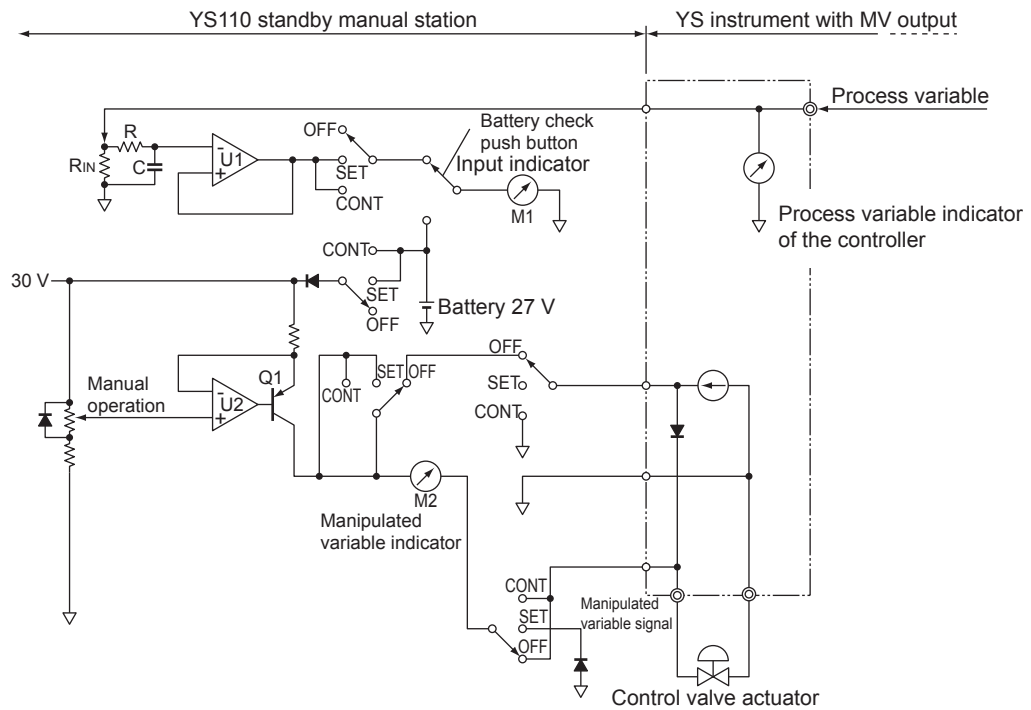 YS110 standby manual station
YS instrument with MV output
Process variable
Battery check
push button
Input indicator
OFF
R
RIN
C
-
+
U1
SET
CONT
M1
Process variable indicator
of the controller
CONT
30 V
SET
OFF
Battery 27 V
OFF
SET
OFF
CONT
SET
CONT
Q1
Manual
operation
-
+
U2
M2
Manipulated
variable indicator
CONT
SET
OFF
Manipulated
variable signal
Control valve actuator